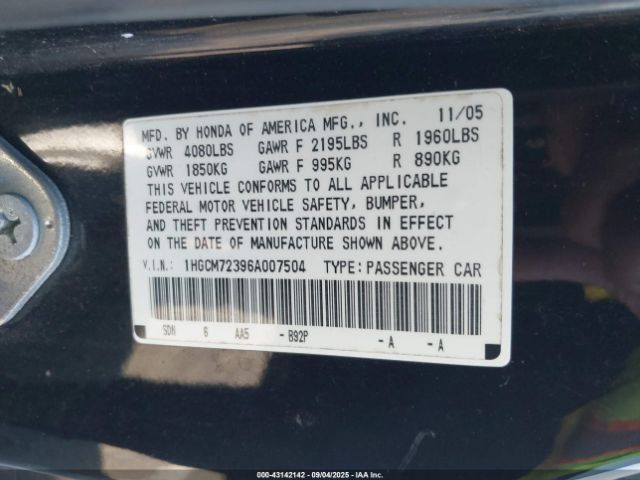 MFD. BY HONDA OF AMERICA MFG., INC. 11/05
GVWR 4080LBS GAWR F 2195LBS R 1960LBS
GVWR 1850KG GAWR F 995KG R 890KG
THIS VEHICLE CONFORMS TO ALL APPLICABLE
FEDERAL MOTOR VEHICLE SAFETY, BUMPER,
AND THEFT PREVENTION STANDARDS IN EFFECT
ON THE DATE OF MANUFACTURE SHOWN ABOVE.
V.I.N.: 1HGCM72396A007504 TYPE: PASSENGER CAR
SDN 6 AA5 - B92P - A - A
000-43142142 - 09/04/2025 - IAA Inc.